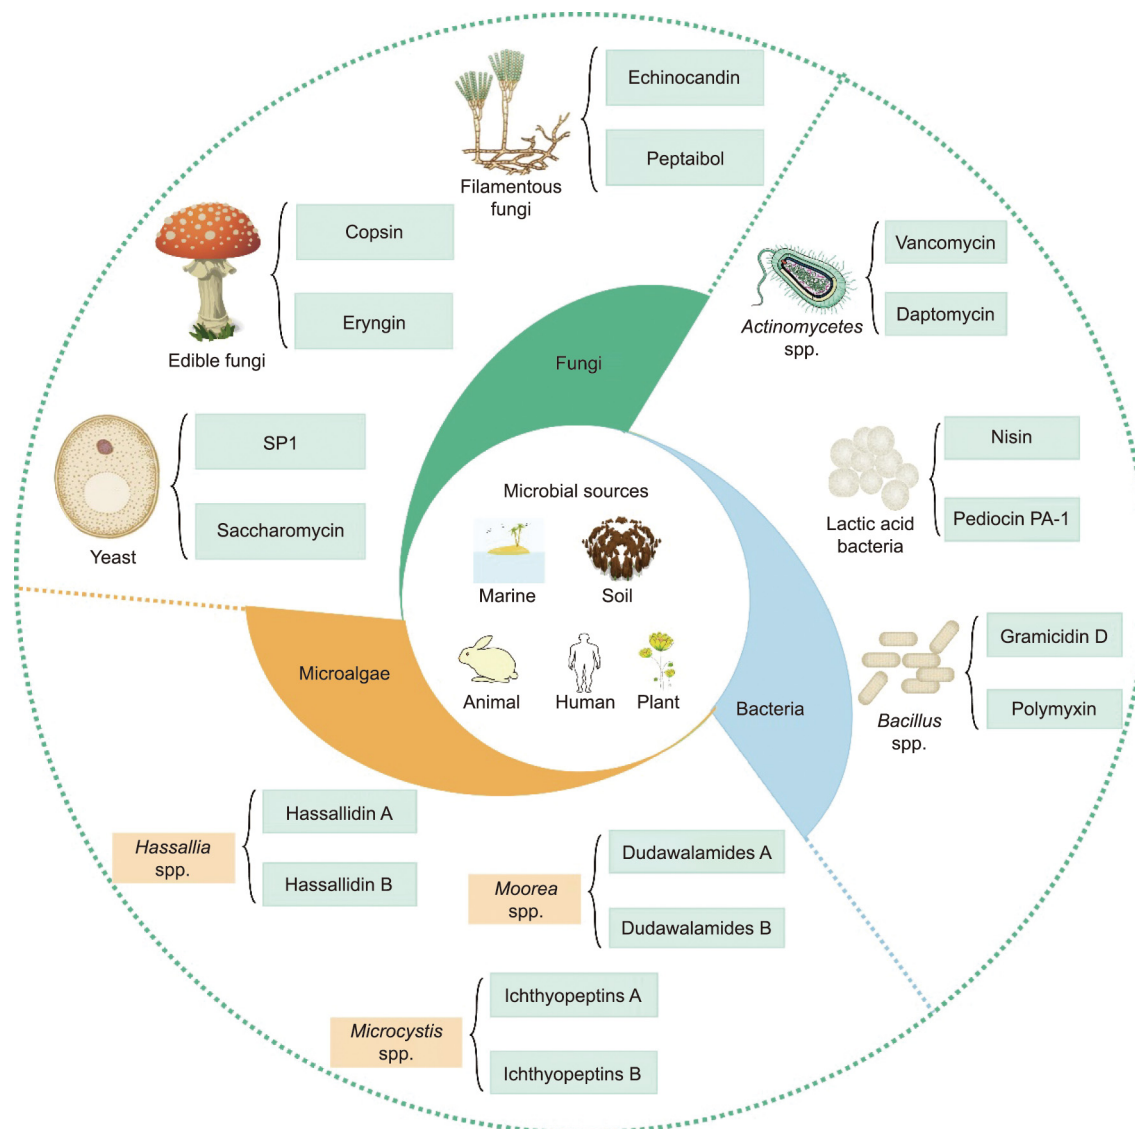 Echinocandin
Peptaibol
Filamentous
fungi
Copsin
Eryngin
Edible fungi
SP1
Saccharomycin
Yeast
Fungi
Vancomycin
Daptomycin
Actinomycetes
spp.
Nisin
Pediocin PA-1
Lactic acid
bacteria
Gramicidin D
Polymyxin
Bacillus
spp.
Bacteria
Microbial sources
Marine
Soil
Animal
Human
Plant
Microalgae
Hassallidin A
Hassallidin B
Hassallia
spp.
Dudawalamides A
Dudawalamides B
Moorea
spp.
Ichthyopeptins A
Ichthyopeptins B
Microcystis
spp.